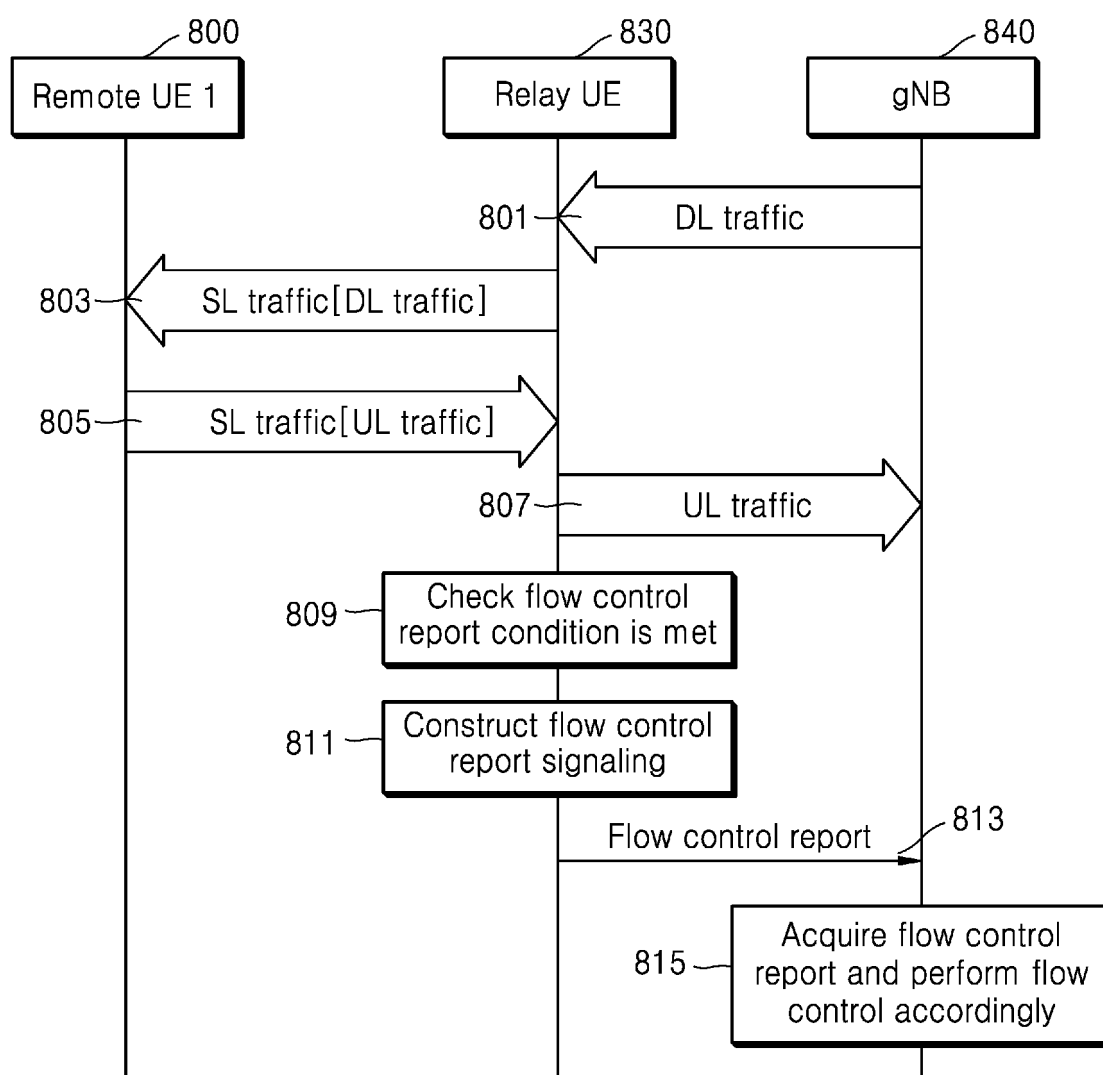 800
830
840
Remote UE 1
Relay UE
gNB
801
DL traffic
803
SL traffic[DL traffic]
805
SL traffic[UL traffic]
807
UL traffic
809
Check flow control
report condition is met
811
Construct flow control
report signaling
Flow control report
813
815
Acquire flow control
report and perform flow
control accordingly